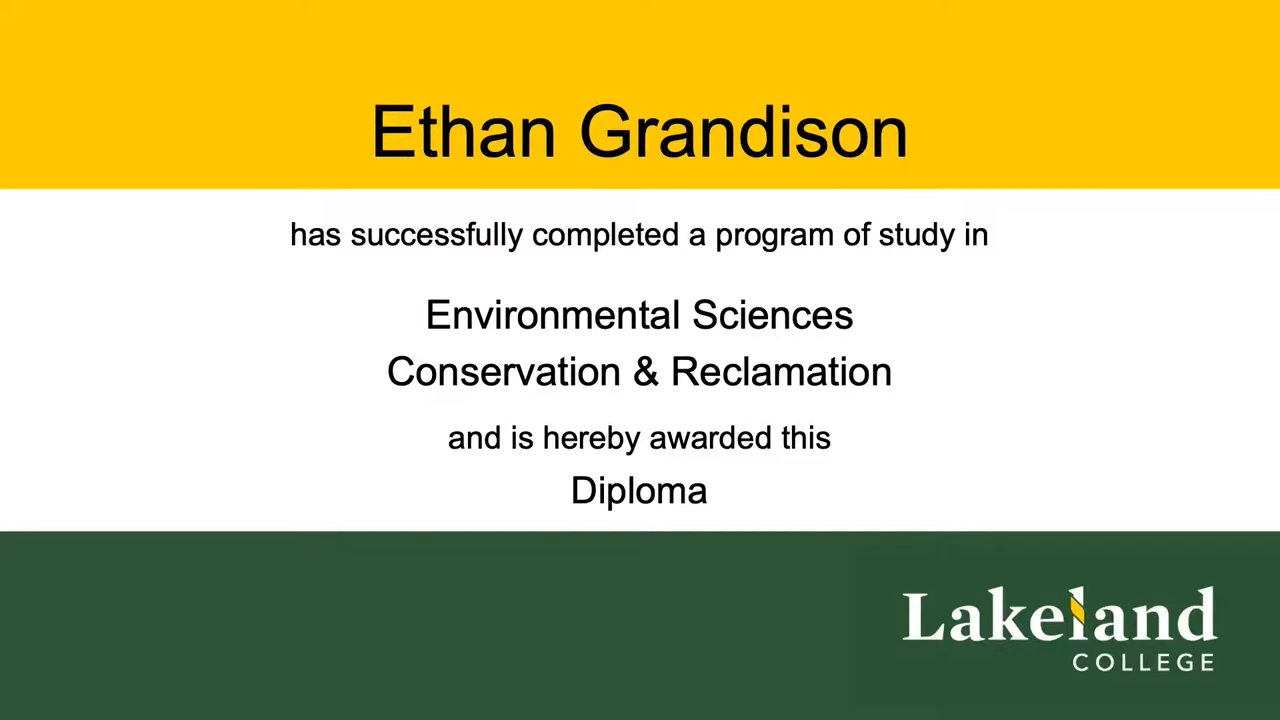 Ethan Grandison
has successfully completed a program of study in
Environmental Sciences
Conservation & Reclamation
and is hereby awarded this
Diploma
Lakeland
COLLEGE